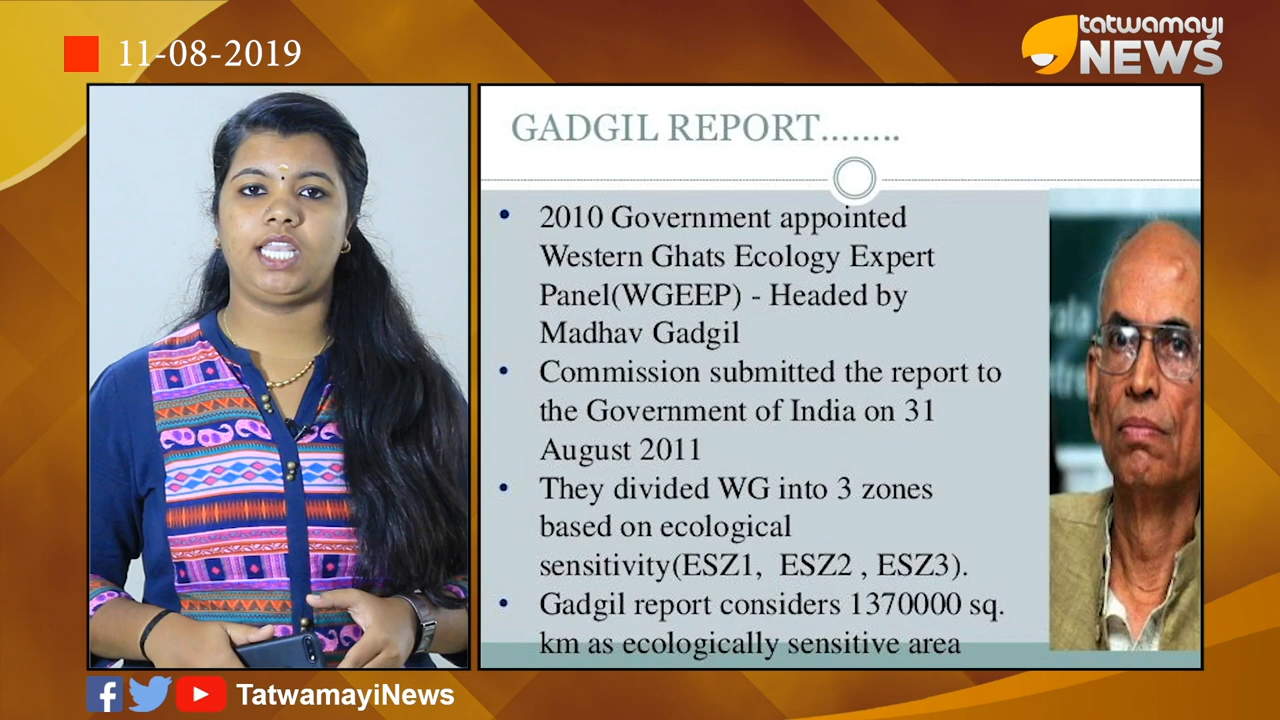 11-08-2019
tatwamayi
NEWS
GADGIL REPORT........
• 2010 Government appointed
Western Ghats Ecology Expert
Panel(WGEEP) - Headed by
Madhav Gadgil
• Commission submitted the report to
the Government of India on 31
August 2011
• They divided WG into 3 zones
based on ecological
sensitivity(ESZ1, ESZ2 , ESZ3).
• Gadgil report considers 1370000 sq.
km as ecologically sensitive area
TatwamayiNews